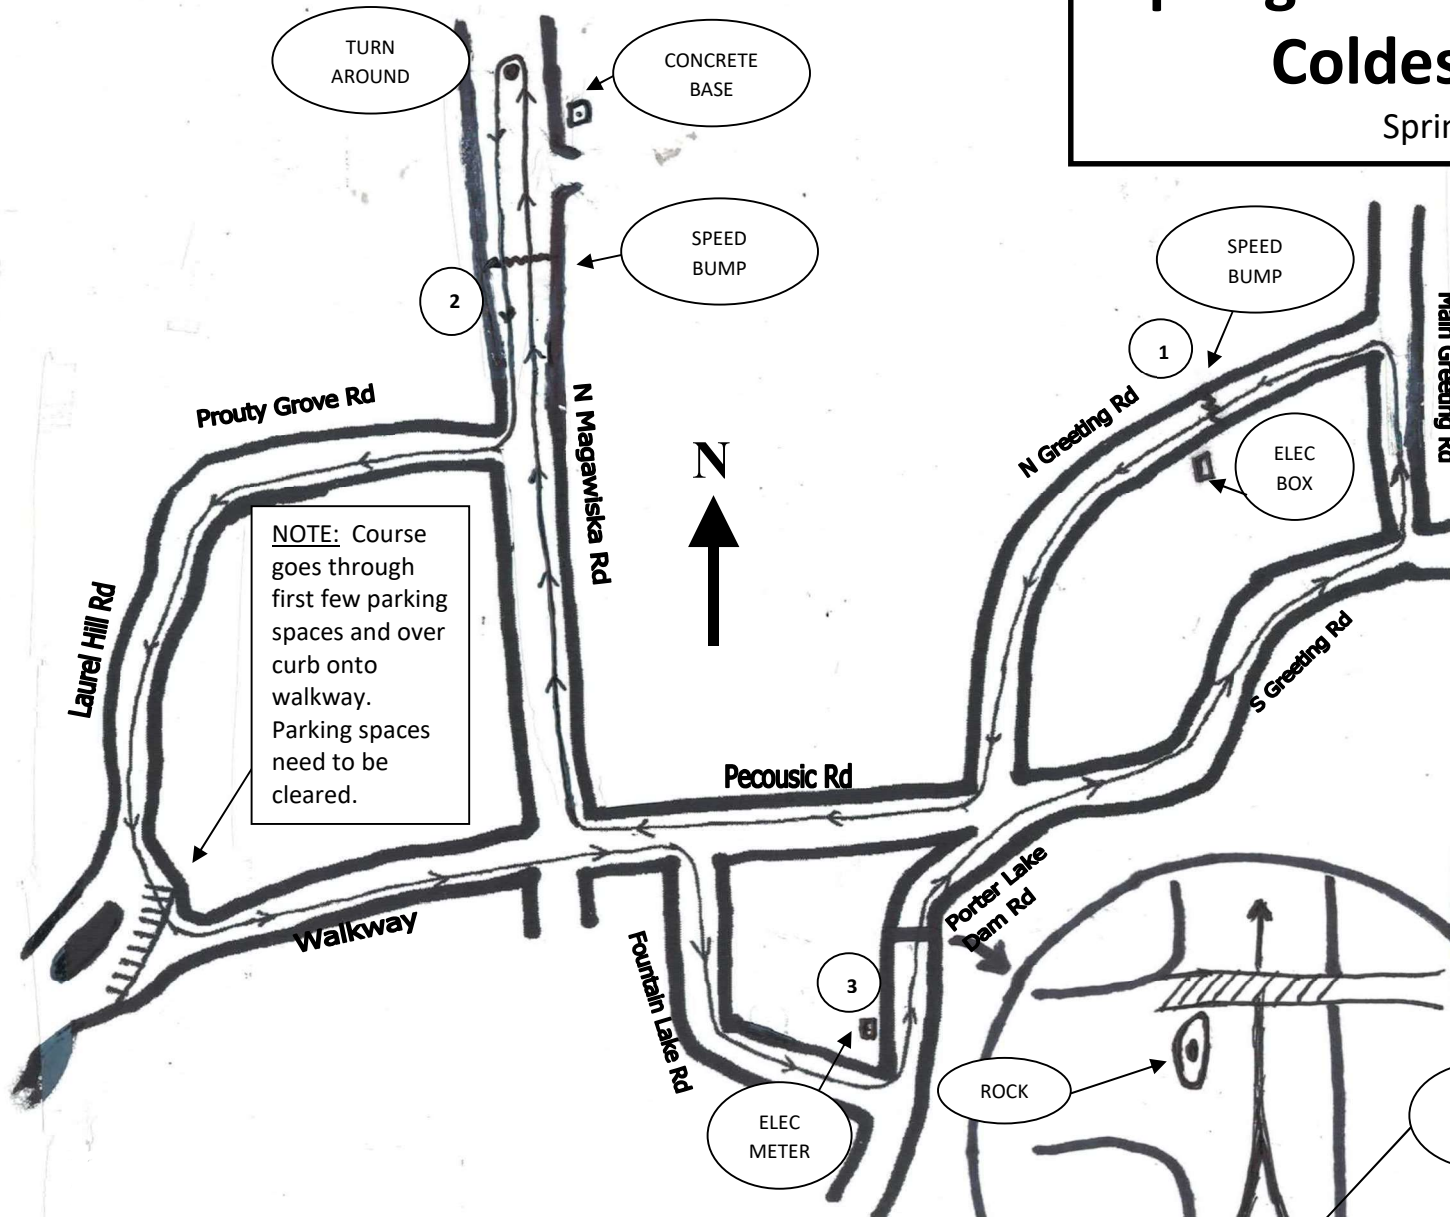 Coldes
Sprin
TURN
AROUND
CONCRETE
BASE
SPEED
BUMP
2
SPEED
BUMP
1
Main Greeting Rd
Prouty Grove Rd
N Magawiska Rd
N Greeting Rd
ELEC
BOX
N
NOTE: Course
goes through
first few parking
spaces and over
curb onto
walkway.
Parking spaces
need to be
cleared.
Laurel Hill Rd
S Greeting Rd
Pecousic Rd
Porter Lake
Dam Rd
Walkway
Fountain Lake Rd
3
ROCK
ELEC
METER